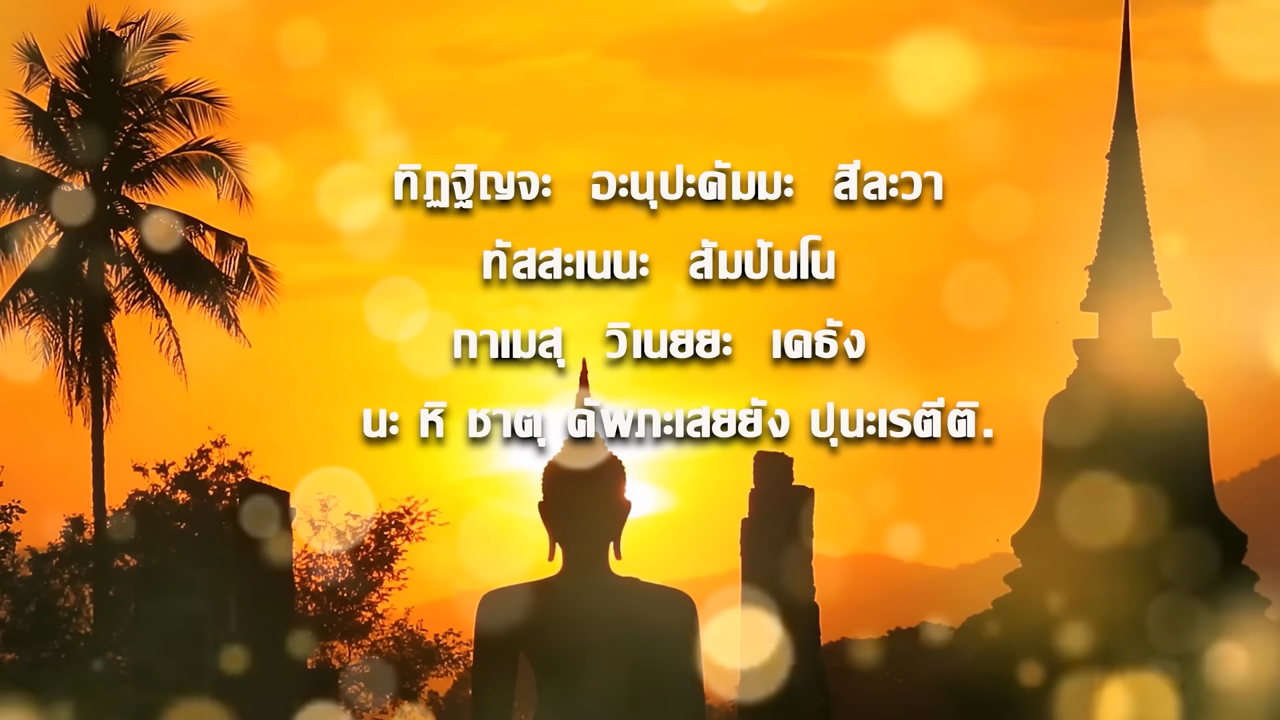 ทิฏฐิญจะ อะนุปะคัมมะ สีละวา
ทัสสะเนนะ สัมปันโน
กาเมสุ วิเนยยะ เคธัง
นะ หิ ชาตุ คัพภะเสยยัง ปุนะเรตีติ.